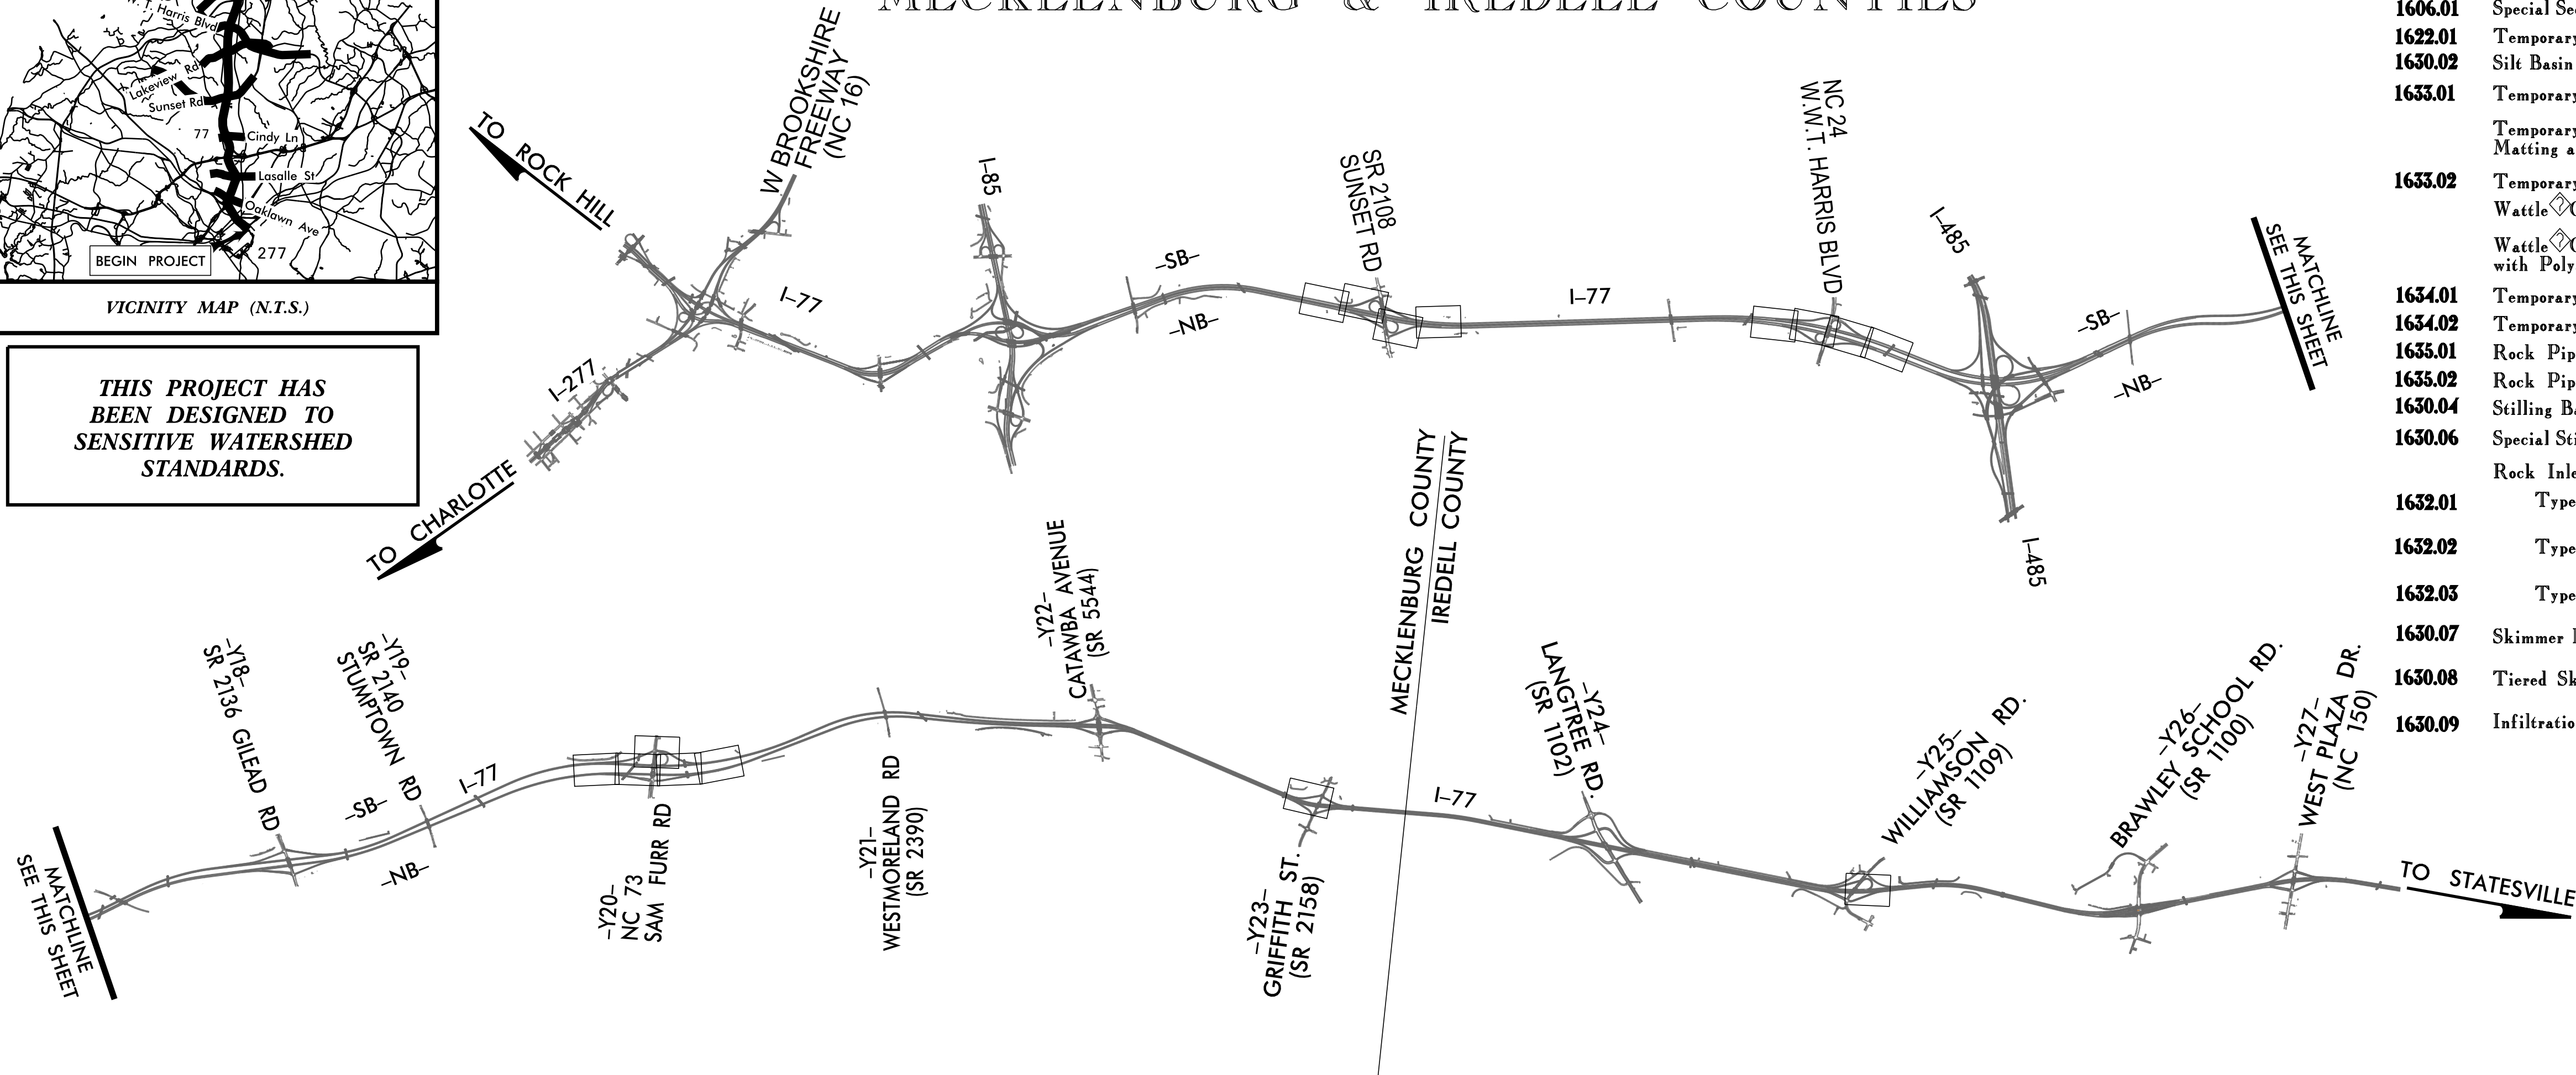 MECKLENBURG & IREDELL COUNTIES
W. T. Harris Blvd
Lakeview Rd
Sunset Rd
77
Cindy Ln
Lasalle St
Oaklawn Ave
277
BEGIN PROJECT
VICINITY MAP (N.T.S.)
THIS PROJECT HAS
BEEN DESIGNED TO
SENSITIVE WATERSHED
STANDARDS.
TO ROCK HILL
W BROOKSHIRE
FREEWAY
(NC 16)
I-77
I-277
TO CHARLOTTE
I-85
-SB-
-NB-
SR 2108
SUNSET RD
I-77
NC 24
W.W.T. HARRIS BLVD
I-485
I-485
-SB-
-NB-
MATCHLINE
SEE THIS SHEET
MATCHLINE
SEE THIS SHEET
-Y18-
SR 2136 GILEAD RD
-Y19-
SR 2140
STUMPTOWN RD
-SB-
-NB-
I-77
-Y20-
NC 73
SAM FURR RD
-Y21-
WESTMORELAND RD
(SR 2390)
-Y22-
CATAWBA AVENUE
(SR 5544)
-Y23-
GRIFFITH ST.
(SR 2158)
MECKLENBURG COUNTY
IREDELL COUNTY
I-77
-Y24-
LANGTREE RD.
(SR 1102)
-Y25-
WILLIAMSON RD.
(SR 1109)
-Y26-
BRAWLEY SCHOOL RD.
(SR 1100)
-Y27-
WEST PLAZA DR.
(NC 150)
TO STATESVILLE
1606.01 Special Se
1622.01 Temporary
1630.02 Silt Basin
1633.01 Temporary
Temporary
Matting a
1633.02 Temporary
Wattle
Wattle
with Poly
1634.01 Temporary
1634.02 Temporary
1635.01 Rock Pip
1635.02 Rock Pip
1630.04 Stilling Ba
1630.06 Special Sti
Rock Inle
1632.01 Type
1632.02 Type
1632.03 Type
1630.07 Skimmer
1630.08 Tiered Sk
1630.09 Infiltratio